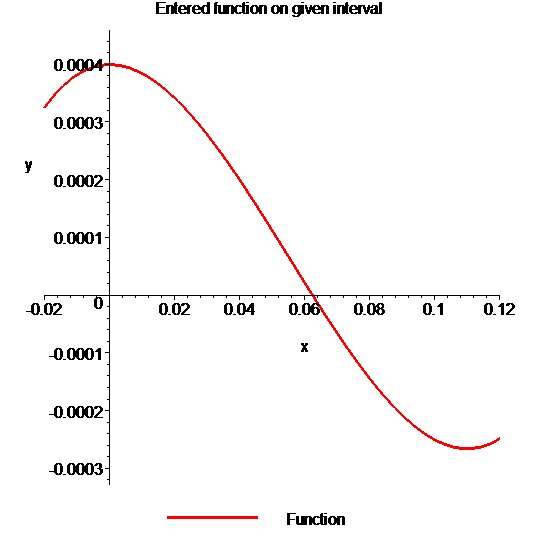 Entered function on given interval
0.0004
0.0003
y
0.0002
0.0001
0
-0.02 0.02 0.04 0.06 0.08 0.1 0.12
x
-0.0001
-0.0002
-0.0003
Function